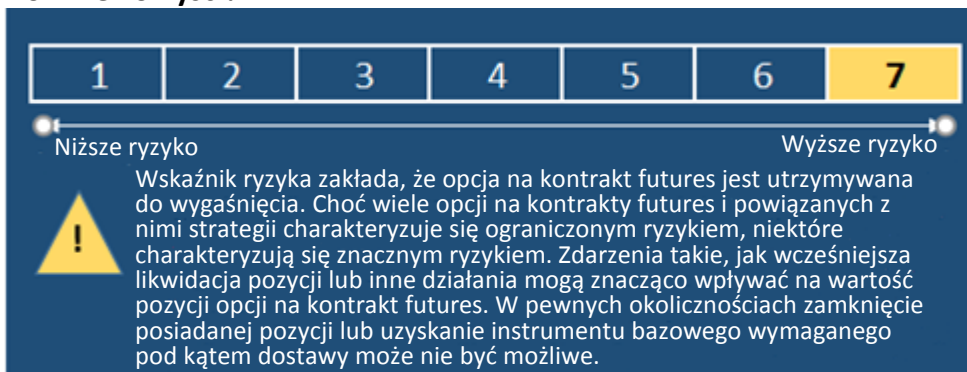 1 2 3 4 5 6 7
Niższe ryzyko Wyższe ryzyko
Wskaźnik ryzyka zakłada, że opcja na kontrakt futures jest utrzymywana
do wygaśnięcia. Choć wiele opcji na kontrakty futures i powiązanych z
! nimi strategii charakteryzuje się ograniczonym ryzykiem, niektóre
charakteryzują się znacznym ryzykiem. Zdarzenia takie, jak wcześniejsza
likwidacja pozycji lub inne działania mogą znacząco wpływać na wartość
pozycji opcji na kontrakt futures. W pewnych okolicznościach zamknięcie
posiadanej pozycji lub uzyskanie instrumentu bazowego wymaganego
pod kątem dostawy może nie być możliwe.